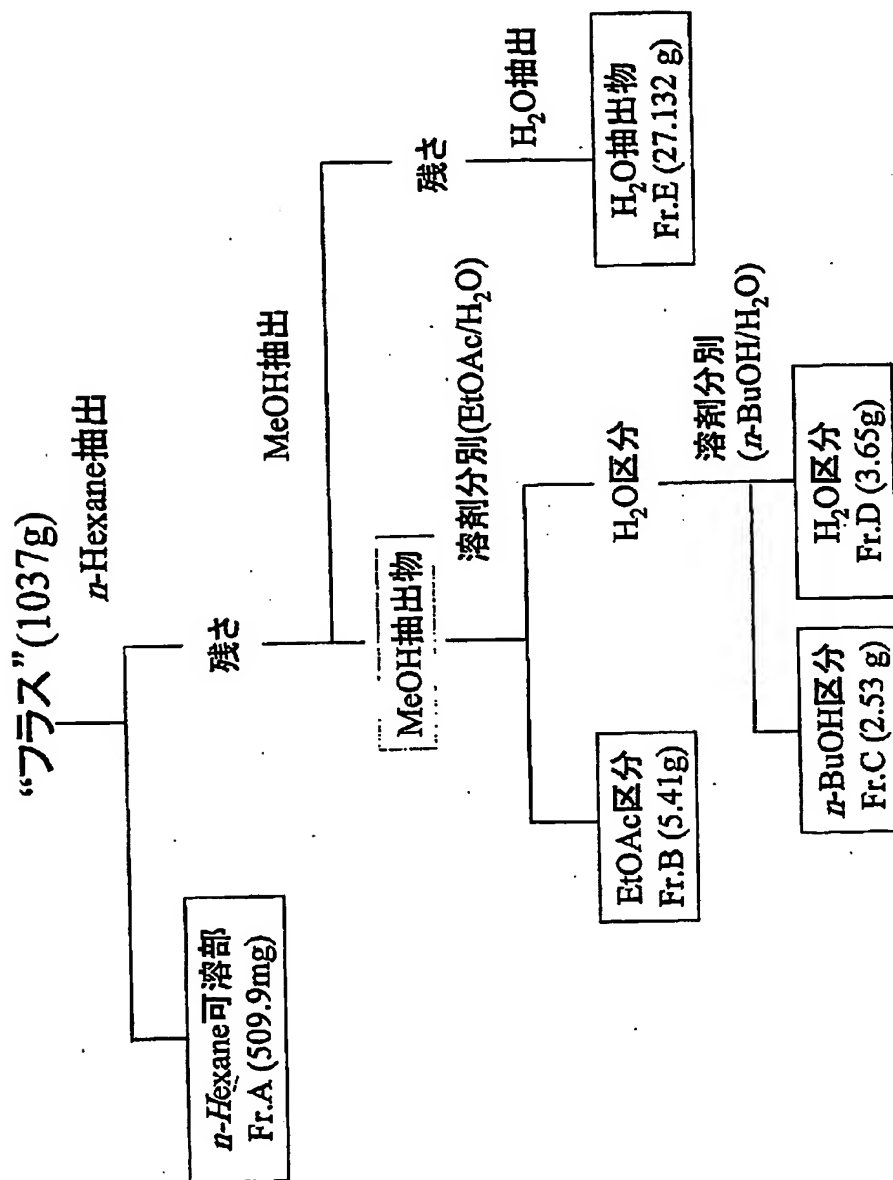 “フラス”(1037g)
n-Hexane抽出
n-Hexane可溶部
Fr.A (509.9mg)
残さ
MeOH抽出
MeOH抽出物
残さ
溶剤分別(EtOAc/H₂O)
H₂O抽出
EtOAc区分
Fr.B (5.41g)
H₂O区分
H₂O抽出物
Fr.E (27.132 g)
溶剤分別
(n-BuOH/H₂O)
n-BuOH区分
Fr.C (2.53 g)
H₂O区分
Fr.D (3.65g)